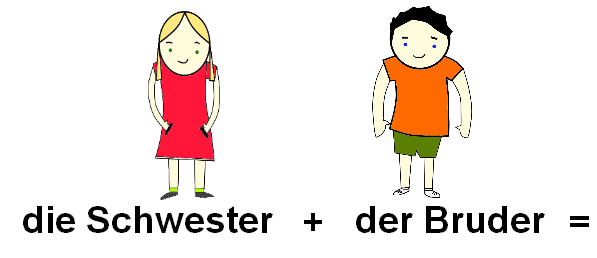 die Schwester + der Bruder =